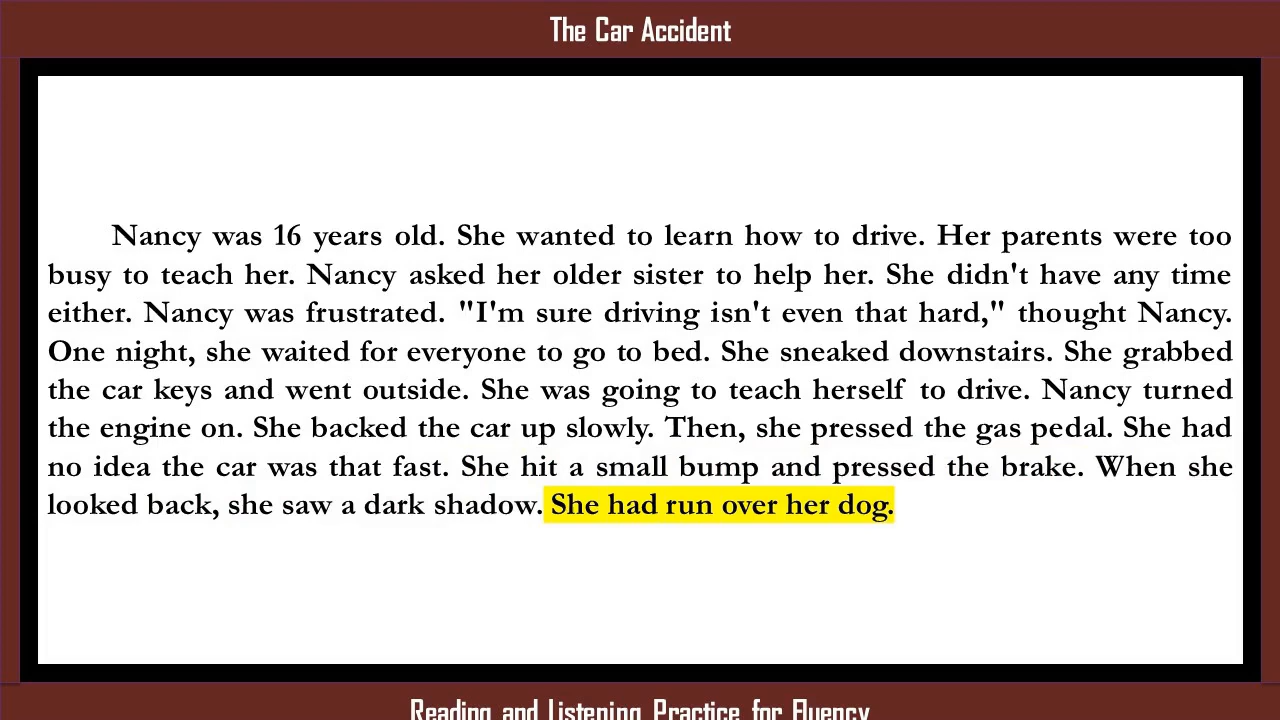 The Car Accident
Nancy was 16 years old. She wanted to learn how to drive. Her parents were too
busy to teach her. Nancy asked her older sister to help her. She didn't have any time
either. Nancy was frustrated. "I'm sure driving isn't even that hard," thought Nancy.
One night, she waited for everyone to go to bed. She sneaked downstairs. She grabbed
the car keys and went outside. She was going to teach herself to drive. Nancy turned
the engine on. She backed the car up slowly. Then, she pressed the gas pedal. She had
no idea the car was that fast. She hit a small bump and pressed the brake. When she
looked back, she saw a dark shadow. She had run over her dog.
Reading and Listening Practice for Fluency